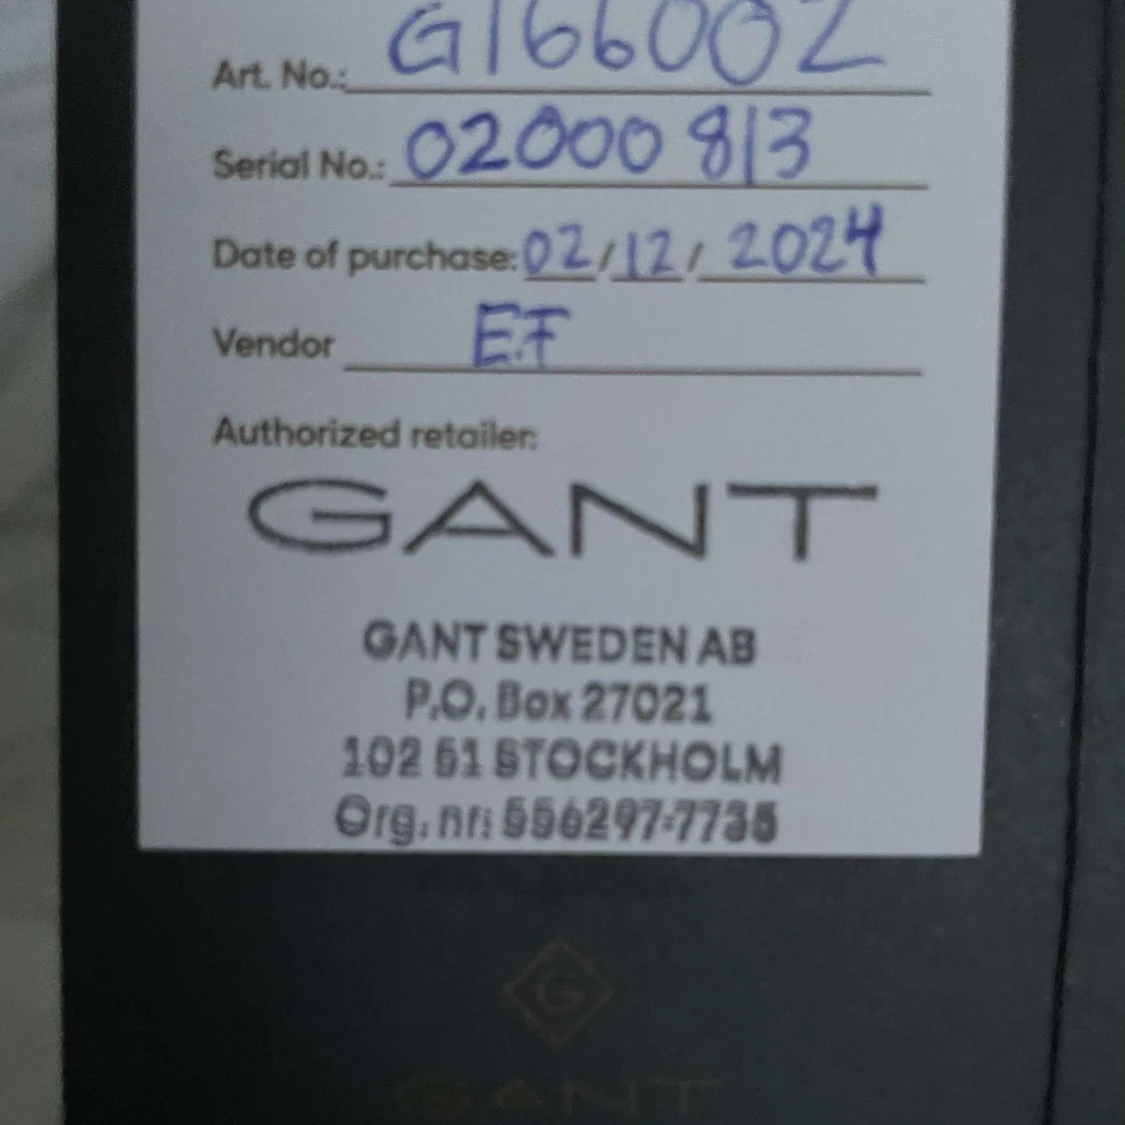 Art. No.: G166002
Serial No.: 02000813
Date of purchase: 02/12/2024
Vendor E.F
Authorized retailer:
GANT
GANT SWEDEN AB
P.O. Box 27021
102 51 STOCKHOLM
Org. nr: 556297-7735
G
GANT